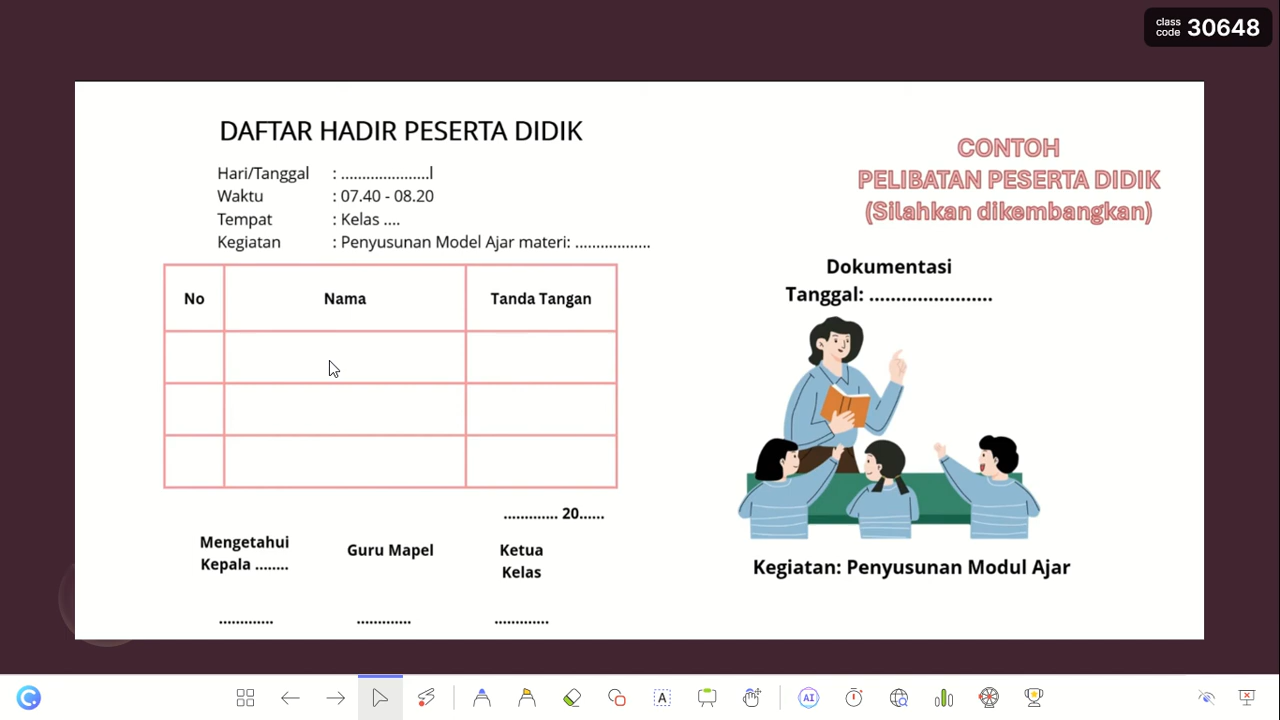 class
code 30648
DAFTAR HADIR PESERTA DIDIK
Hari/Tanggal : .....................l
Waktu : 07.40 - 08.20
Tempat : Kelas ....
Kegiatan : Penyusunan Model Ajar materi: ..................
No Nama Tanda Tangan
............. 20......
Mengetahui
Kepala ........
Guru Mapel
Ketua
Kelas
............. ............. .............
CONTOH
PELIBATAN PESERTA DIDIK
(Silahkan dikembangkan)
Dokumentasi
Tanggal: .......................
Kegiatan: Penyusunan Modul Ajar
A
AI